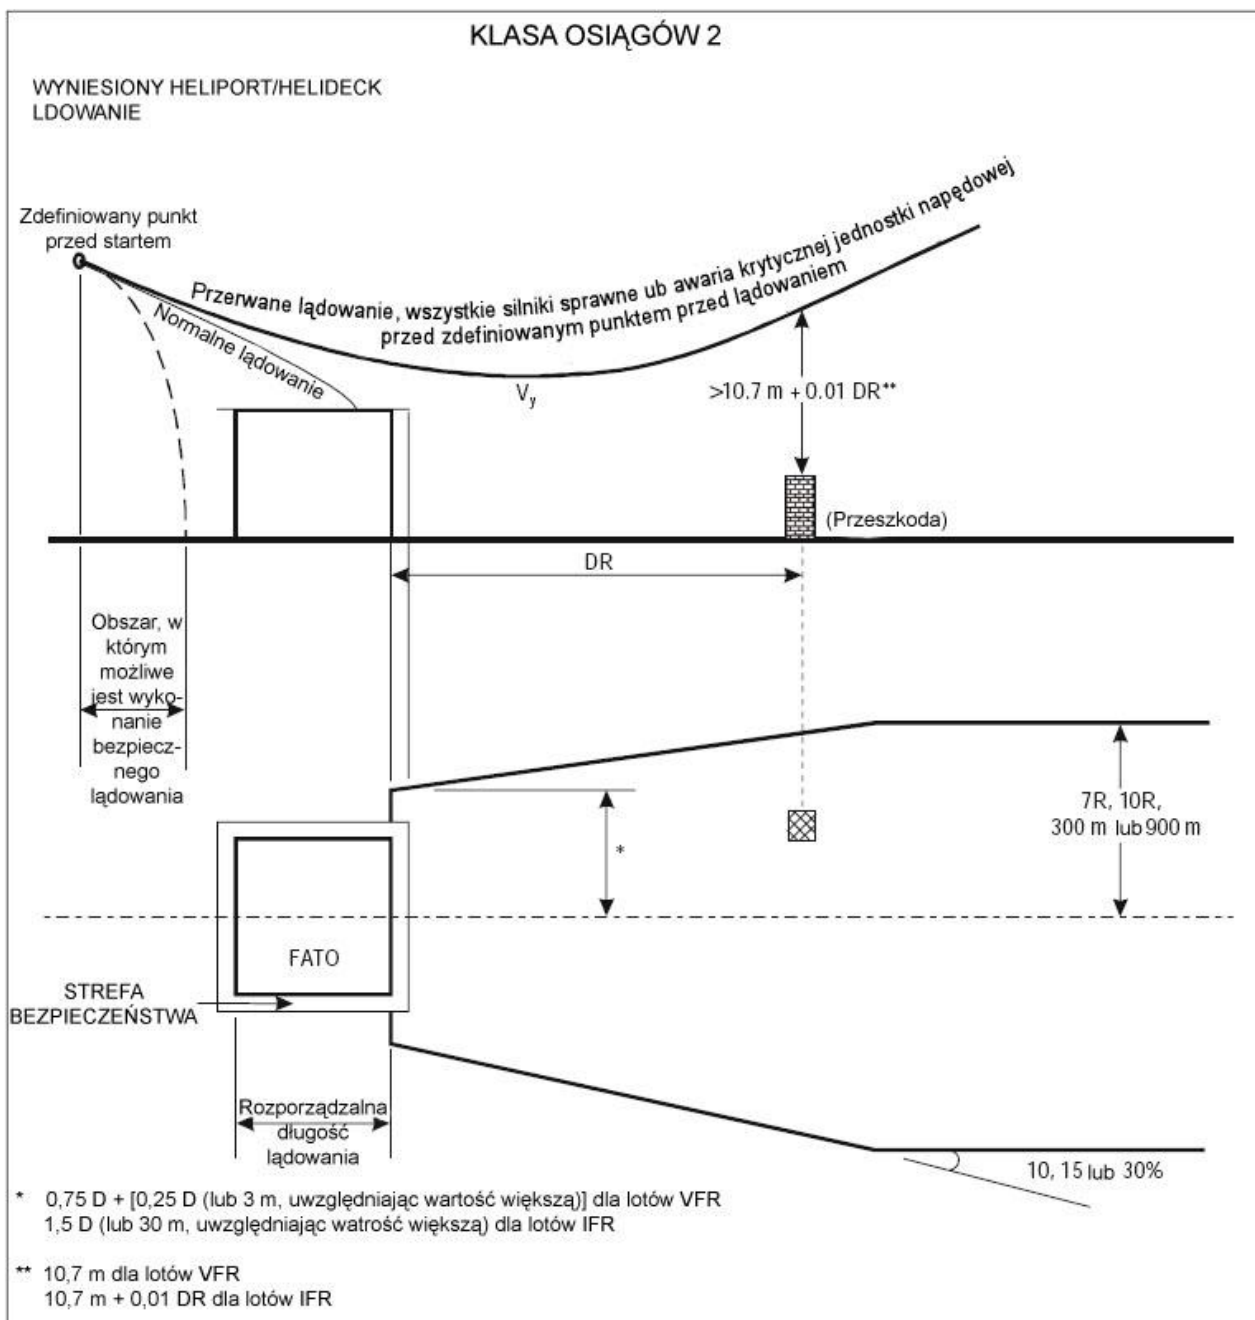 KLASA OSIĄGÓW 2
WYNIESIONY HELIPORT/HELIDECK
LDOWANIE
Zdefiniowany punkt
przed startem
Przerwane lądowanie, wszystkie silniki sprawne ub awaria krytycznej jednostki napędowej
przed zdefiniowanym punktem przed lądowaniem
Normalne lądowanie
Vy
>10.7 m + 0.01 DR**
(Przeszkoda)
DR
Obszar, w
którym
możliwe
jest wyko-
nanie
bezpiecz-
nego
lądowania
7R, 10R,
300 m lub 900 m
*
FATO
STREFA
BEZPIECZEŃSTWA
Rozporządzalna
długość
lądowania
10, 15 lub 30%
* 0,75 D + [0,25 D (lub 3 m, uwzględniając wartość większą)] dla lotów VFR
1,5 D (lub 30 m, uwzględniając watrość większą) dla lotów IFR
** 10,7 m dla lotów VFR
10,7 m + 0,01 DR dla lotów IFR